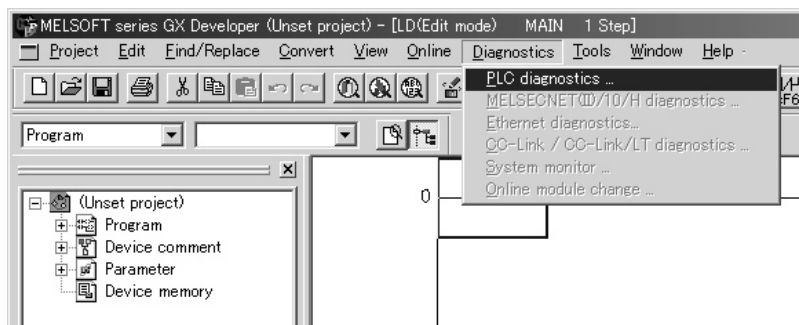 MELSOFT series GX Developer (Unset project) - [LD(Edit mode) MAIN 1 Step]
Project Edit Find/Replace Convert View Online Diagnostics Tools Window Help -
PLC diagnostics ...
MELSECNET(II)/10/H diagnostics ...
Ethernet diagnostics...
CC-Link / CC-Link/LT diagnostics ...
System monitor ...
Online module change ...
F6
Program
0
(Unset project)
Program
Device comment
Parameter
Device memory